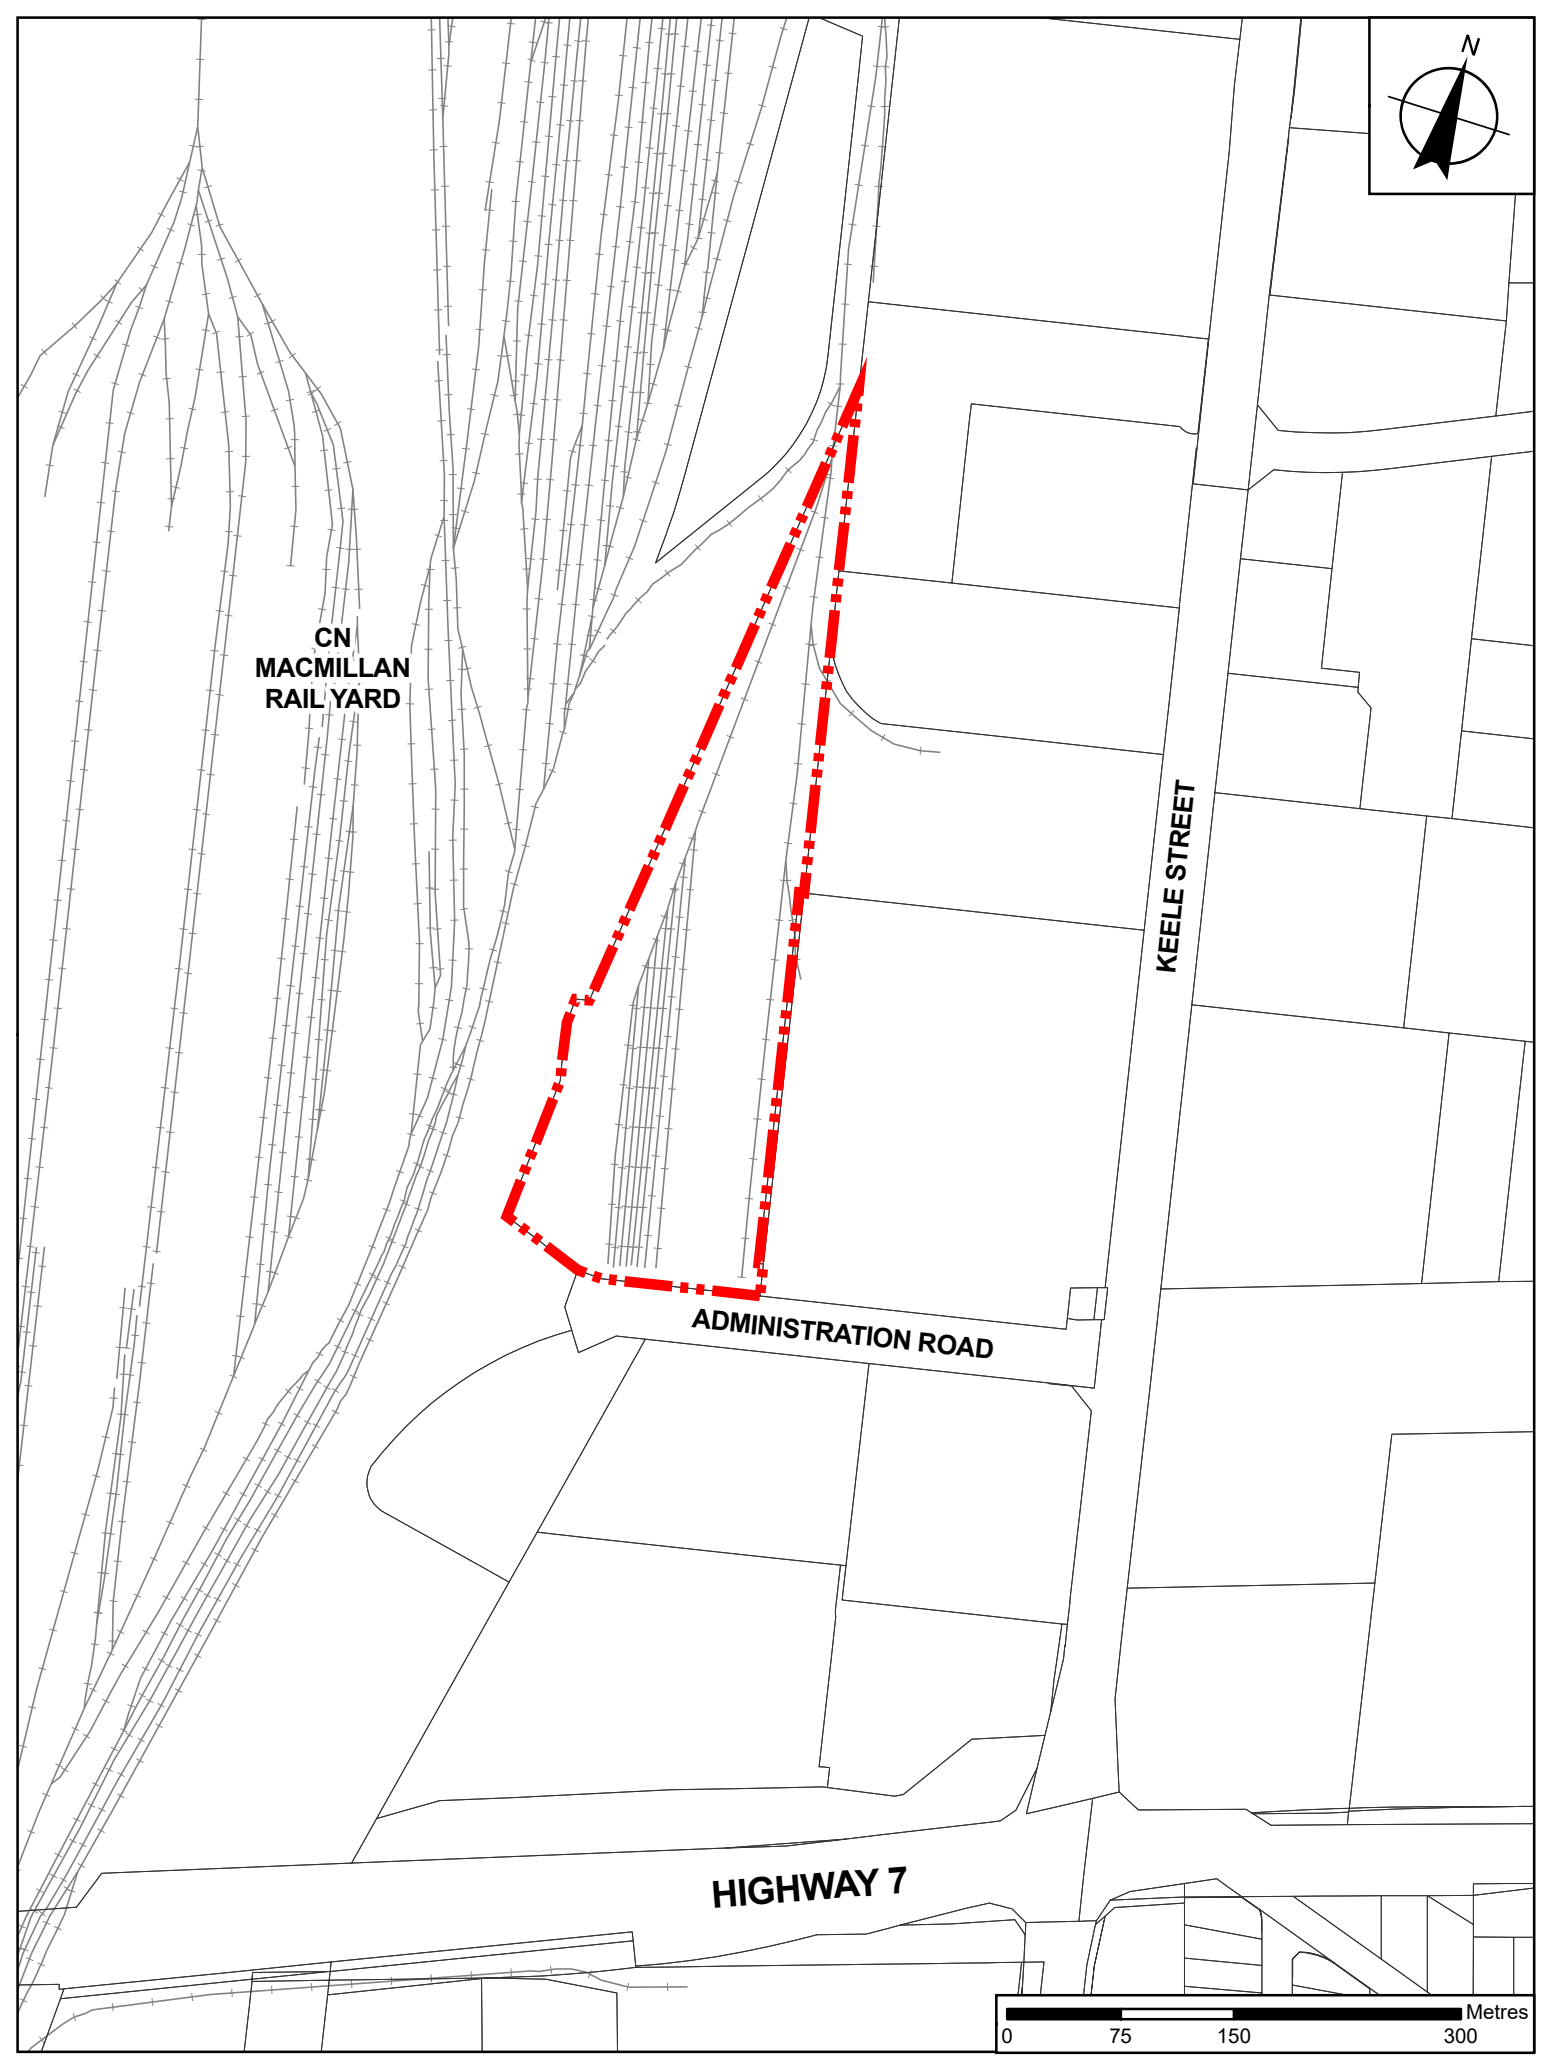 N
CN
MACMILLAN
RAIL YARD
KEELE STREET
ADMINISTRATION ROAD
HIGHWAY 7
Metres
0 75 150 300